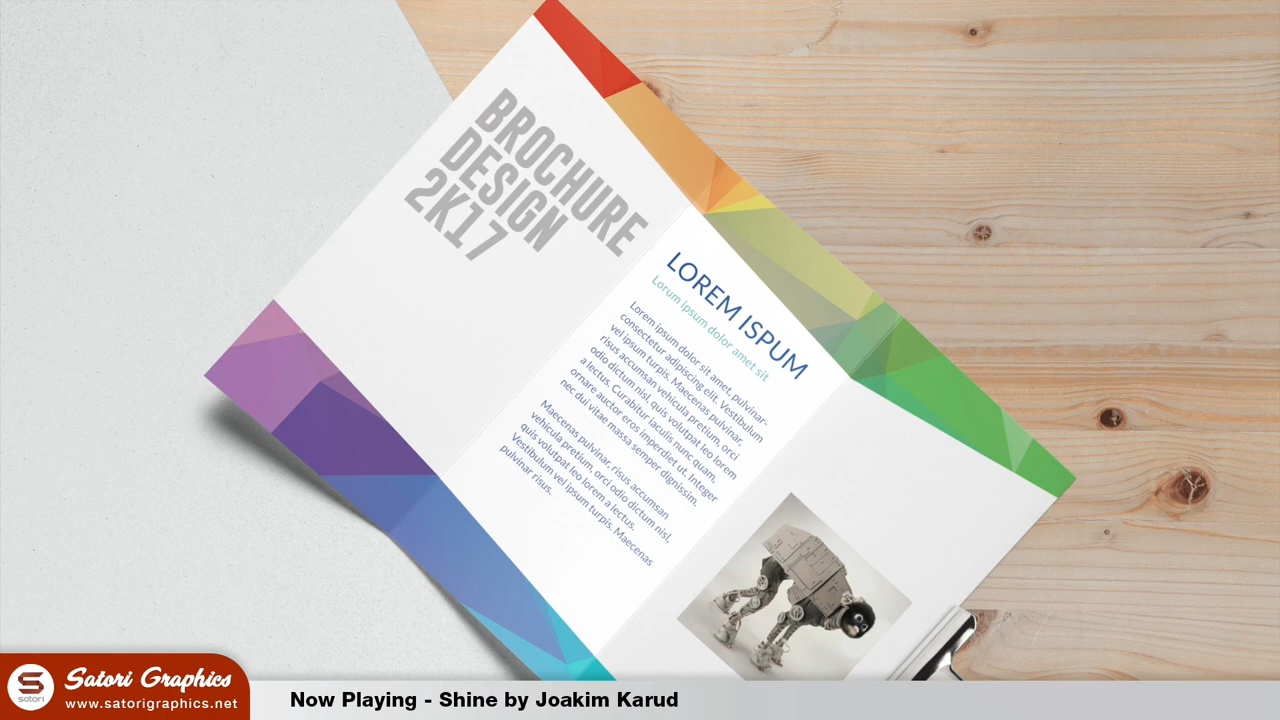 BROCHURE
DESIGN
2K17
LOREM ISPUM
Lorum ipsum dolor amet sit
Lorem ipsum dolor sit amet, pulvinar-
consectetur adipiscing elit. Vestibulum
vel ipsum turpis. Maecenas pulvinar,
risus accumsan vehicula pretium, orci
odio dictum nisl, quis volutpat leo lorem
a lectus. Curabitur iaculis nunc quam,
ornare auctor eros imperdiet ut. Integer
nec dui vitae massa semper dignissim.
Maecenas pulvinar, risus accumsan
vehicula pretium, orci odio dictum nisl,
quis volutpat leo lorem a lectus.
Vestibulum vel ipsum turpis. Maecenas
pulvinar risus.
S
satori
Satori Graphics
www.satorigraphics.net
Now Playing - Shine by Joakim Karud